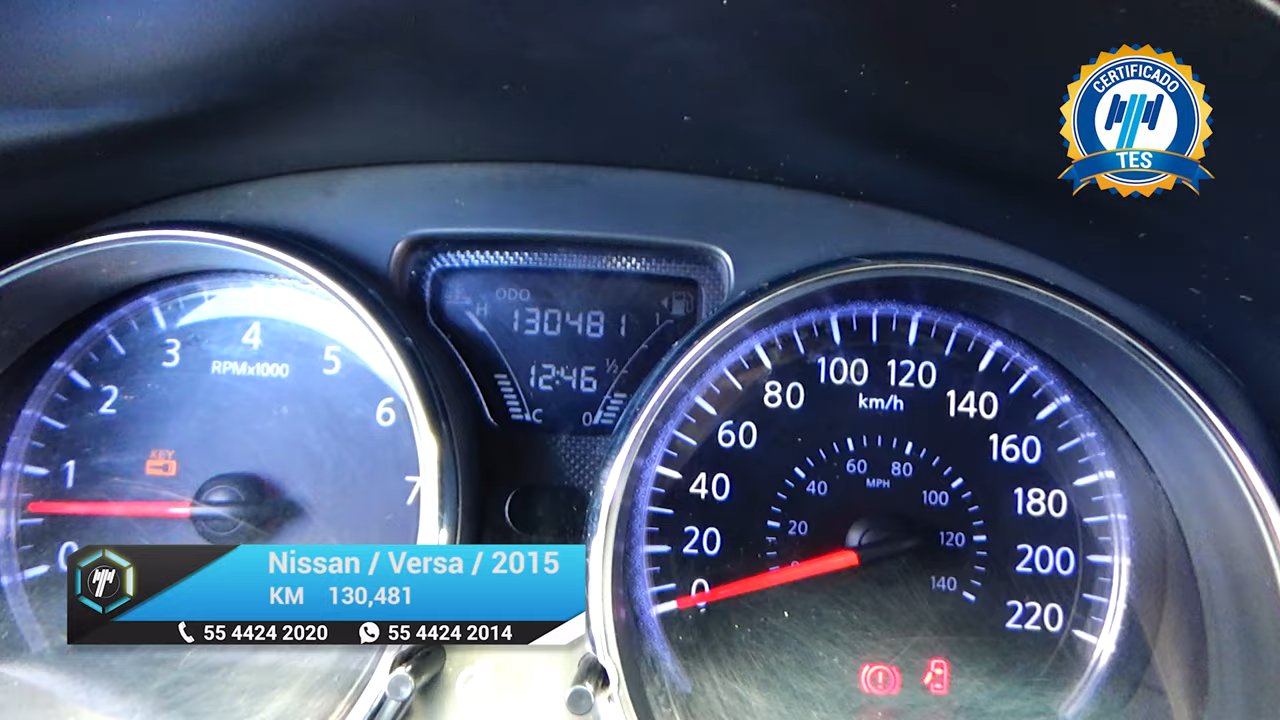 CERTIFICADO
TES
ODO
H
130481
1
12:46
1/2
C
0
0
1
2
3
4
5
6
7
RPMx1000
KEY
0
20
40
60
80
100
120
140
160
180
200
220
km/h
20
40
60
80
100
120
140
MPH
Nissan / Versa / 2015
KM 130,481
55 4424 2020
55 4424 2014